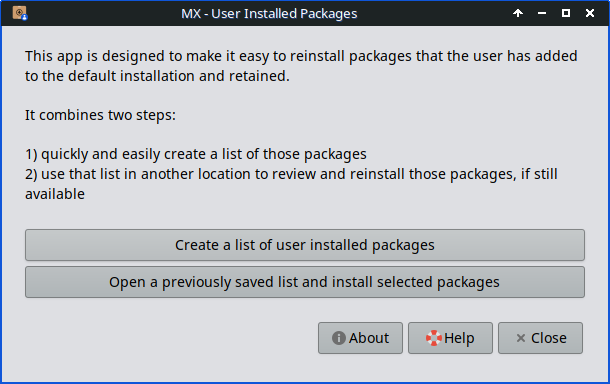 MX - User Installed Packages
This app is designed to make it easy to reinstall packages that the user has added
to the default installation and retained.
It combines two steps:
1) quickly and easily create a list of those packages
2) use that list in another location to review and reinstall those packages, if still
available
Create a list of user installed packages
Open a previously saved list and install selected packages
About
Help
Close